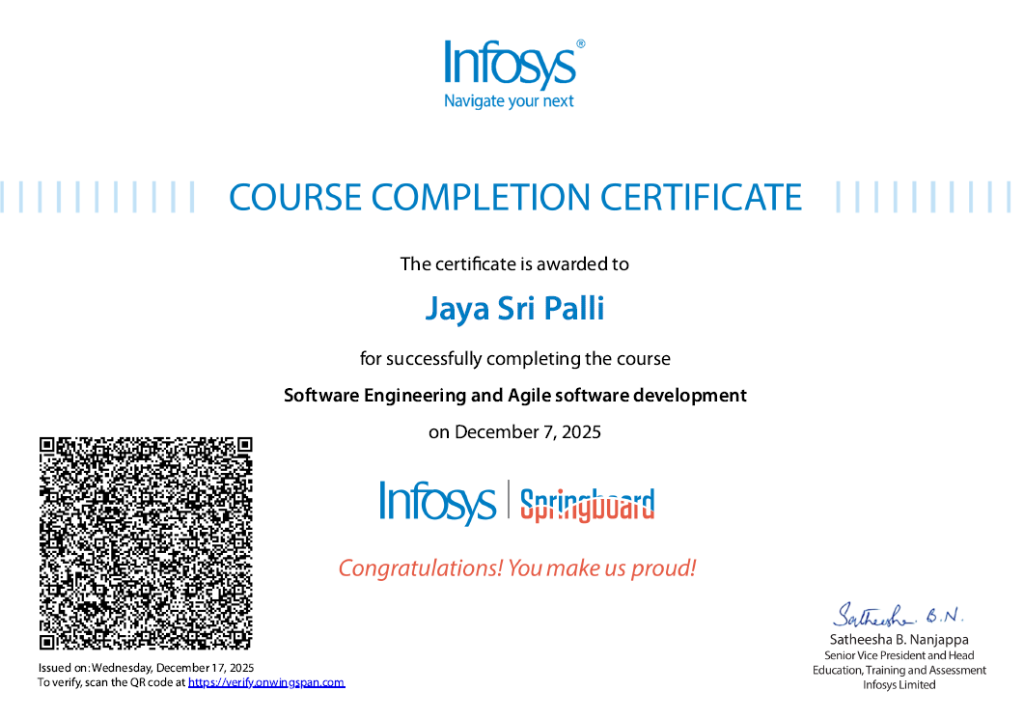 Infosys®
Navigate your next
COURSE COMPLETION CERTIFICATE
The certificate is awarded to
Jaya Sri Palli
for successfully completing the course
Software Engineering and Agile software development
on December 7, 2025
Infosys | Springboard
Congratulations! You make us proud!
Satheesha B.N.
Satheesha B. Nanjappa
Senior Vice President and Head
Education, Training and Assessment
Infosys Limited
Issued on: Wednesday, December 17, 2025
To verify, scan the QR code at https://verify.onwingspan.com